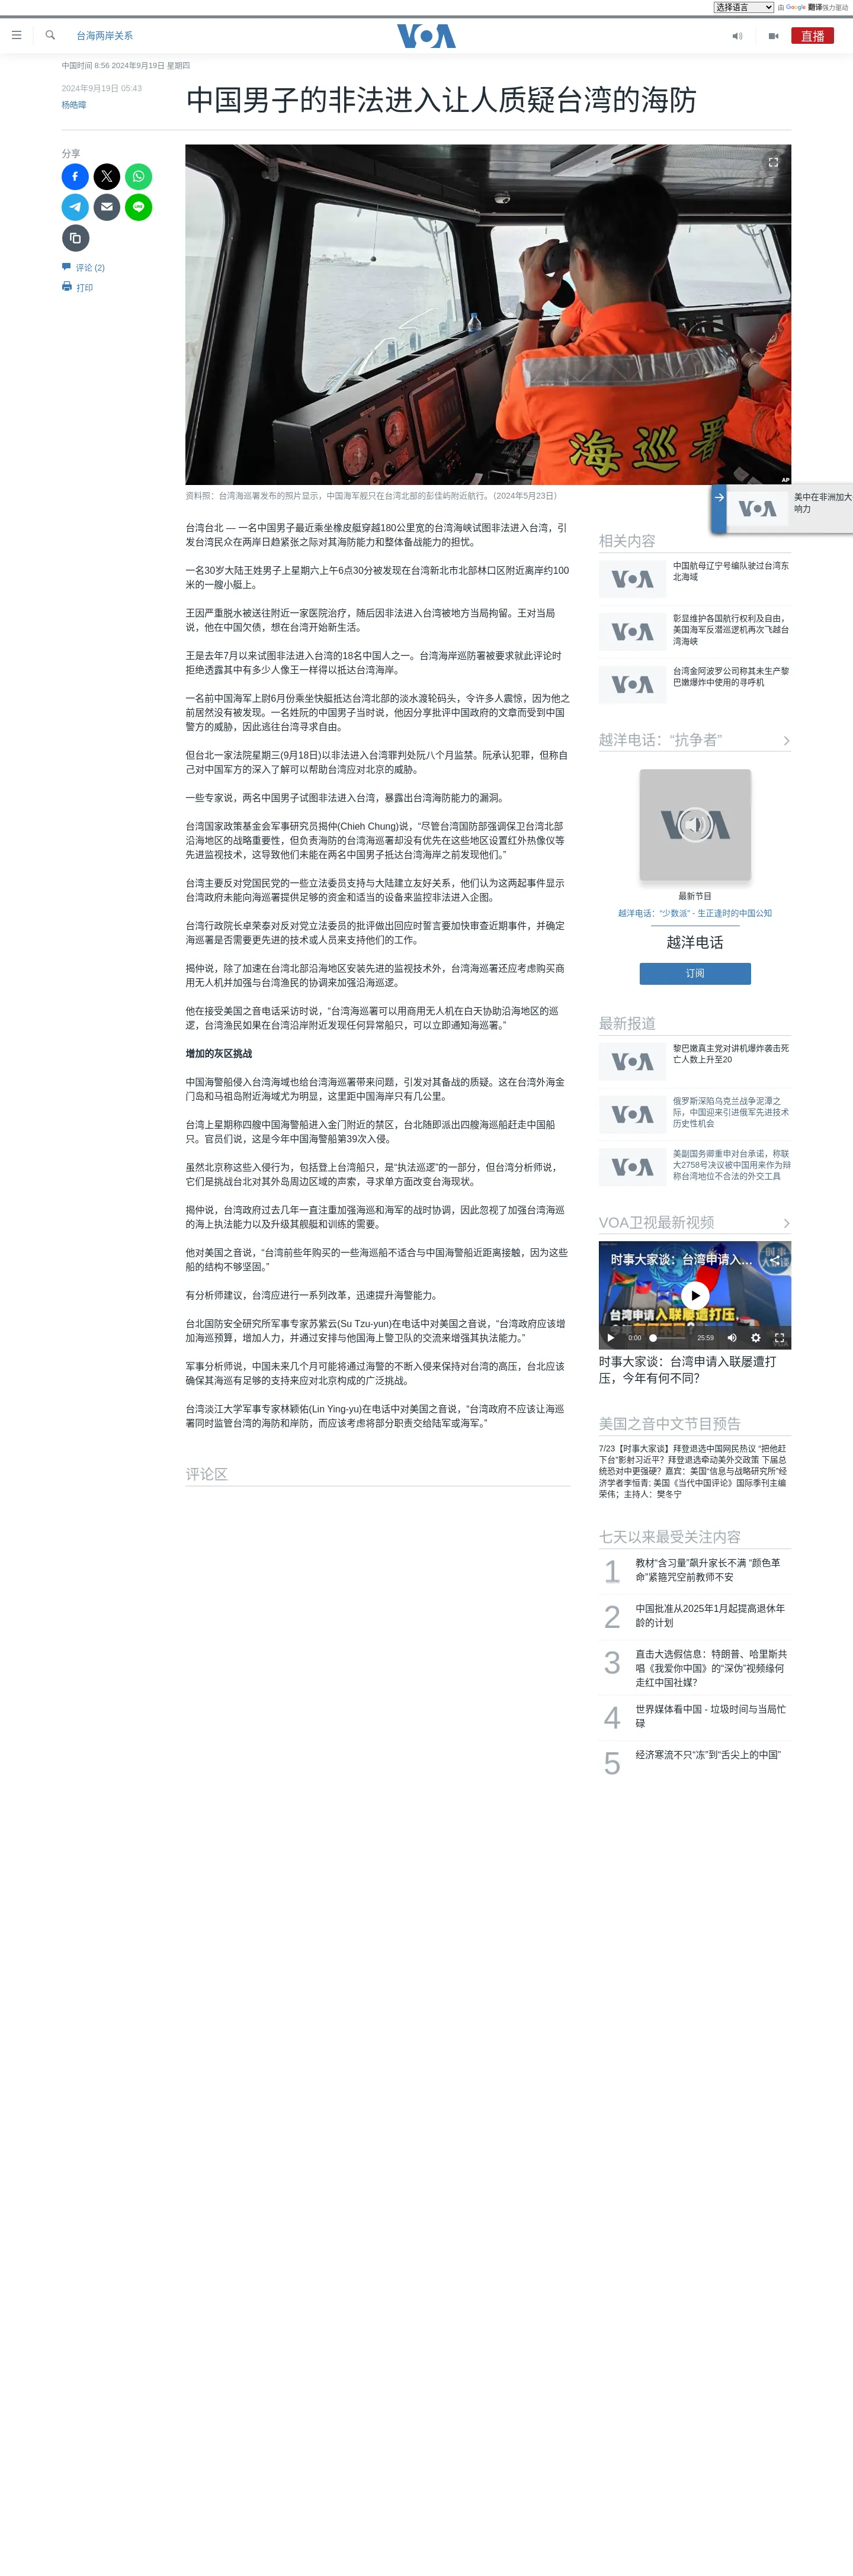 选择语言 由 Google 翻译强力驱动
台海两岸关系
VOA
直播
中国时间 8:56 2024年9月19日 星期四
2024年9月19日 05:43
杨皓暐
中国男子的非法进入让人质疑台湾的海防
分享
评论 (2)
打印
海巡署
AP
资料照：台湾海巡署发布的照片显示，中国海军舰只在台湾北部的彭佳屿附近航行。（2024年5月23日）
台湾台北 — 一名中国男子最近乘坐橡皮艇穿越180公里宽的台湾海峡试图非法进入台湾，引
发台湾民众在两岸日趋紧张之际对其海防能力和整体备战能力的担忧。
一名30岁大陆王姓男子上星期六上午6点30分被发现在台湾新北市北部林口区附近离岸约100
米的一艘小艇上。
王因严重脱水被送往附近一家医院治疗，随后因非法进入台湾被地方当局拘留。王对当局
说，他在中国欠债，想在台湾开始新生活。
王是去年7月以来试图非法进入台湾的18名中国人之一。台湾海岸巡防署被要求就此评论时
拒绝透露其中有多少人像王一样得以抵达台湾海岸。
一名前中国海军上尉6月份乘坐快艇抵达台湾北部的淡水渡轮码头，令许多人震惊，因为他之
前居然没有被发现。一名姓阮的中国男子当时说，他因分享批评中国政府的文章而受到中国
警方的威胁，因此逃往台湾寻求自由。
但台北一家法院星期三(9月18日)以非法进入台湾罪判处阮八个月监禁。阮承认犯罪，但称自
己对中国军方的深入了解可以帮助台湾应对北京的威胁。
一些专家说，两名中国男子试图非法进入台湾，暴露出台湾海防能力的漏洞。
台湾国家政策基金会军事研究员揭仲(Chieh Chung)说，“尽管台湾国防部强调保卫台湾北部
沿海地区的战略重要性，但负责海防的台湾海巡署却没有优先在这些地区设置红外热像仪等
先进监视技术，这导致他们未能在两名中国男子抵达台湾海岸之前发现他们。”
台湾主要反对党国民党的一些立法委员支持与大陆建立友好关系，他们认为这两起事件显示
台湾政府未能向海巡署提供足够的资金和适当的设备来监控非法进入企图。
台湾行政院长卓荣泰对反对党立法委员的批评做出回应时誓言要加快审查近期事件，并确定
海巡署是否需要更先进的技术或人员来支持他们的工作。
揭仲说，除了加速在台湾北部沿海地区安装先进的监视技术外，台湾海巡署还应考虑购买商
用无人机并加强与台湾渔民的协调来加强沿海巡逻。
他在接受美国之音电话采访时说，“台湾海巡署可以用商用无人机在白天协助沿海地区的巡
逻，台湾渔民如果在台湾沿岸附近发现任何异常船只，可以立即通知海巡署。”
增加的灰区挑战
中国海警船侵入台湾海域也给台湾海巡署带来问题，引发对其备战的质疑。这在台湾外海金
门岛和马祖岛附近海域尤为明显，这里距中国海岸只有几公里。
台湾上星期称四艘中国海警船进入金门附近的禁区，台北随即派出四艘海巡船赶走中国船
只。官员们说，这是今年中国海警船第39次入侵。
虽然北京称这些入侵行为，包括登上台湾船只，是“执法巡逻”的一部分，但台湾分析师说，
它们是挑战台北对其外岛周边区域的声索，寻求单方面改变台海现状。
揭仲说，台湾政府过去几年一直注重加强海巡和海军的战时协调，因此忽视了加强台湾海巡
的海上执法能力以及升级其舰艇和训练的需要。
他对美国之音说，“台湾前些年购买的一些海巡船不适合与中国海警船近距离接触，因为这些
船的结构不够坚固。”
有分析师建议，台湾应进行一系列改革，迅速提升海警能力。
台北国防安全研究所军事专家苏紫云(Su Tzu-yun)在电话中对美国之音说，“台湾政府应该增
加海巡预算，增加人力，并通过安排与他国海上警卫队的交流来增强其执法能力。”
军事分析师说，中国未来几个月可能将通过海警的不断入侵来保持对台湾的高压，台北应该
确保其海巡有足够的支持来应对北京构成的广泛挑战。
台湾淡江大学军事专家林颖佑(Lin Ying-yu)在电话中对美国之音说，“台湾政府不应该让海巡
署同时监管台湾的海防和岸防，而应该考虑将部分职责交给陆军或海军。”
评论区
VOA
美中在非洲加大
响力
相关内容
VOA
中国航母辽宁号编队驶过台湾东
北海域
VOA
彰显维护各国航行权利及自由，
美国海军反潜巡逻机再次飞越台
湾海峡
VOA
台湾金阿波罗公司称其未生产黎
巴嫩爆炸中使用的寻呼机
越洋电话：“抗争者”
VOA
最新节目
越洋电话：“少数派” - 生正逢时的中国公知
越洋电话
订阅
最新报道
VOA
黎巴嫩真主党对讲机爆炸袭击死
亡人数上升至20
VOA
俄罗斯深陷乌克兰战争泥潭之
际，中国迎来引进俄军先进技术
历史性机会
VOA
美副国务卿重申对台承诺，称联
大2758号决议被中国用来作为辩
称台湾地位不合法的外交工具
VOA卫视最新视频
时事大家谈：台湾申请入…
台湾申请入联屡遭打压
0:00
25:59
时事大家谈：台湾申请入联屡遭打
压，今年有何不同？
美国之音中文节目预告
7/23【时事大家谈】拜登退选中国网民热议 “把他赶
下台”影射习近平？拜登退选牵动美外交政策 下届总
统恐对中更强硬？嘉宾：美国“信息与战略研究所”经
济学者李恒青; 美国《当代中国评论》国际季刊主编
荣伟；主持人：樊冬宁
七天以来最受关注内容
1
教材“含习量”飙升家长不满 “颜色革
命”紧箍咒空前教师不安
2
中国批准从2025年1月起提高退休年
龄的计划
3
直击大选假信息：特朗普、哈里斯共
唱《我爱你中国》的“深伪”视频缘何
走红中国社媒？
4
世界媒体看中国 - 垃圾时间与当局忙
碌
5
经济寒流不只“冻”到“舌尖上的中国”